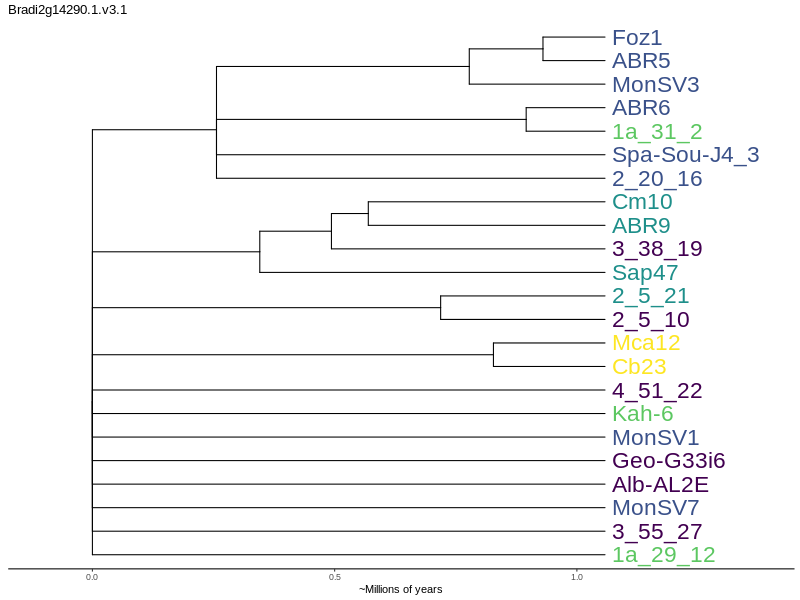 Bradi2g14290.1.v3.1
Foz1
ABR5
MonSV3
ABR6
1a_31_2
Spa-Sou-J4_3
2_20_16
Cm10
ABR9
3_38_19
Sap47
2_5_21
2_5_10
Mca12
Cb23
4_51_22
Kah-6
MonSV1
Geo-G33i6
Alb-AL2E
MonSV7
3_55_27
1a_29_12
0.0 0.5 1.0
~Millions of years